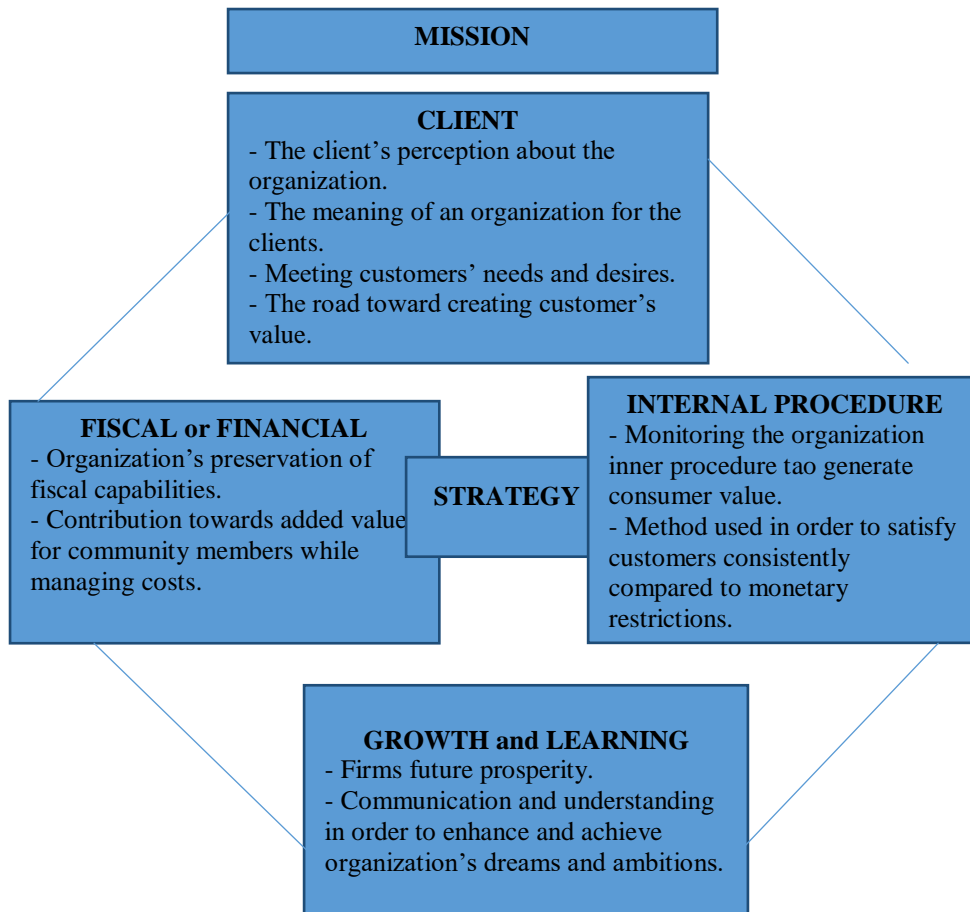 MISSION
CLIENT
- The client’s perception about the
organization.
- The meaning of an organization for the
clients.
- Meeting customers’ needs and desires.
- The road toward creating customer’s
value.
FISCAL or FINANCIAL
- Organization’s preservation of
fiscal capabilities.
- Contribution towards added value
for community members while
managing costs.
STRATEGY
INTERNAL PROCEDURE
- Monitoring the organization
inner procedure tao generate
consumer value.
- Method used in order to satisfy
customers consistently
compared to monetary
restrictions.
GROWTH and LEARNING
- Firms future prosperity.
- Communication and understanding
in order to enhance and achieve
organization’s dreams and ambitions.